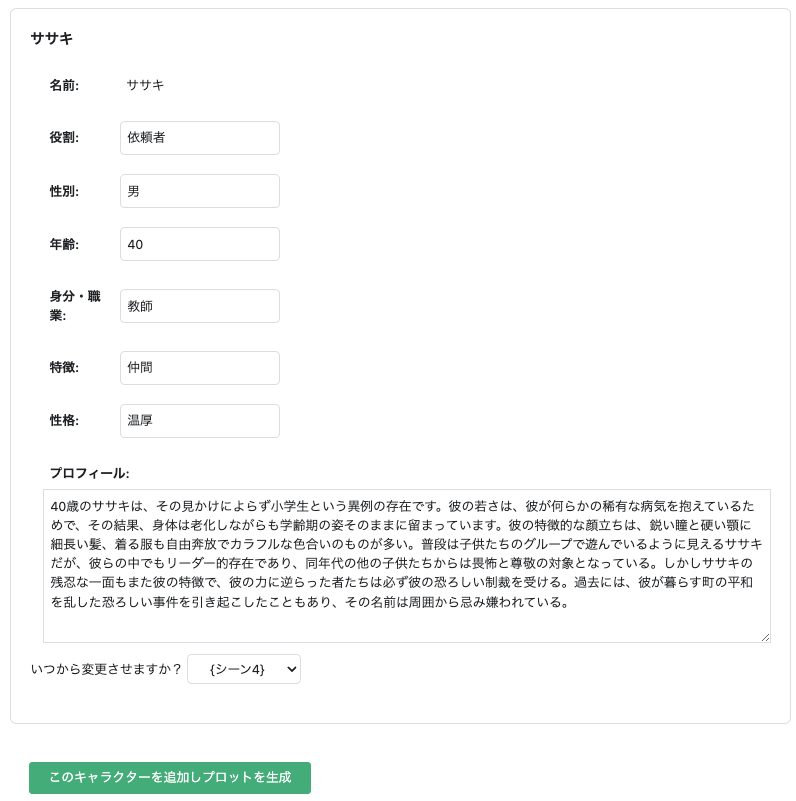 ササキ
名前: ササキ
役割: 依頼者
性別: 男
年齢: 40
身分・職
業: 教師
特徴: 仲間
性格: 温厚
プロフィール:
40歳のササキは、その見かけによらず小学生という異例の存在です。彼の若さは、彼が何らかの稀有な病気を抱えているた
めで、その結果、身体は老化しながらも学齢期の姿そのままに留まっています。彼の特徴的な顔立ちは、鋭い瞳と硬い顎に
細長い髪、着る服も自由奔放でカラフルな色合いのものが多い。普段は子供たちのグループで遊んでいるように見えるササキ
だが、彼らの中でもリーダー的存在であり、同年代の他の子供たちからは畏怖と尊敬の対象となっている。しかしササキの
残忍な一面もまた彼の特徴で、彼の力に逆らった者たちは必ず彼の恐ろしい制裁を受ける。過去には、彼が暮らす町の平和
を乱した恐ろしい事件を引き起こしたこともあり、その名前は周囲から忌み嫌われている。
いつから変更させますか？ {シーン4}
このキャラクターを追加しプロットを生成